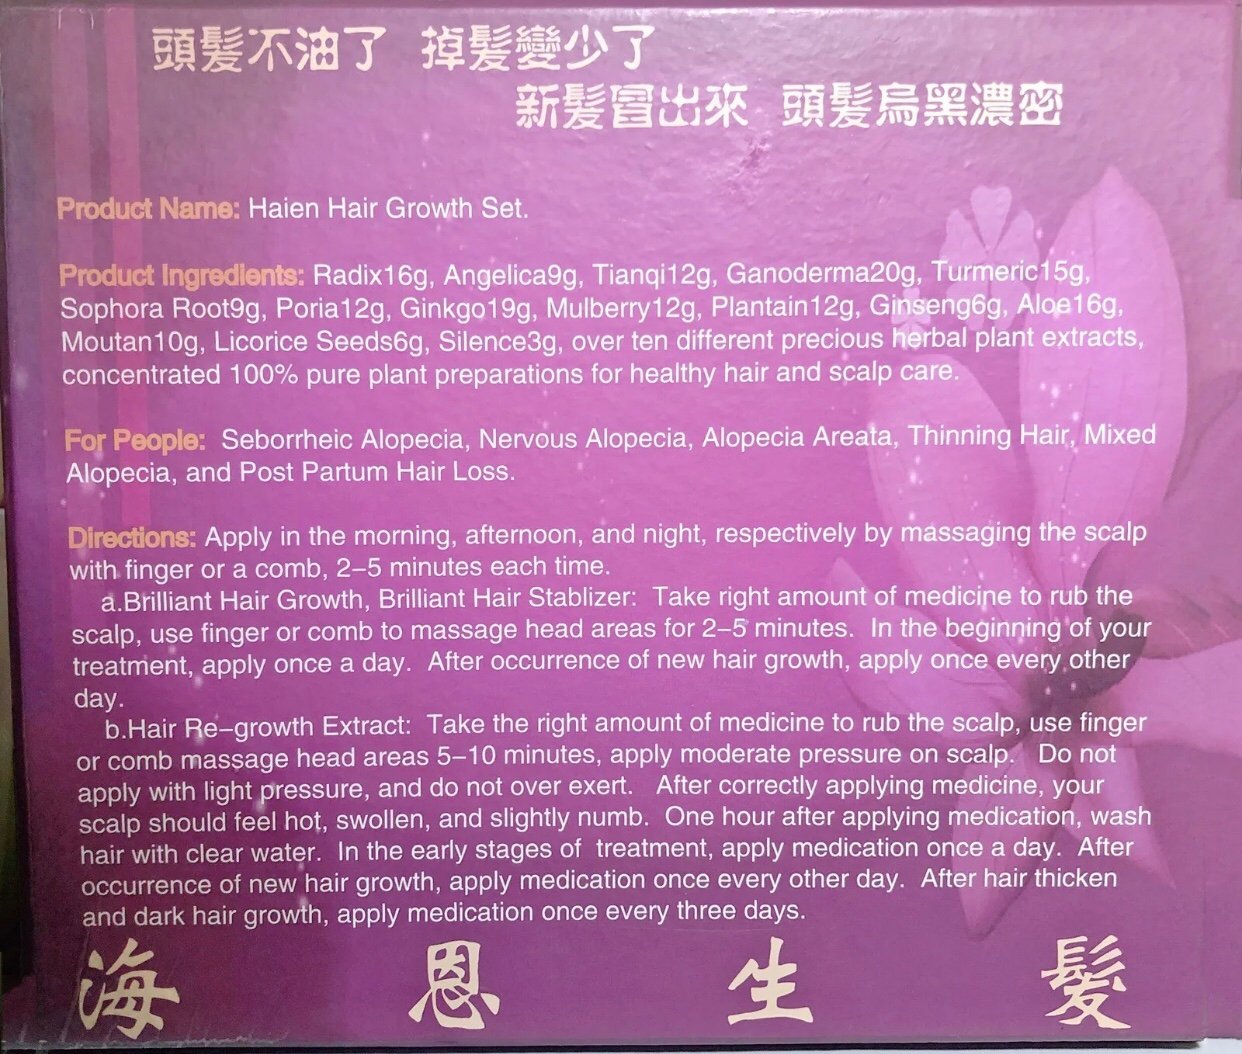 頭髮不油了 掉髮變少了
新髮冒出來 頭髮烏黑濃密
Product Name: Haien Hair Growth Set.
Product Ingredients: Radix16g, Angelica9g, Tianqi12g, Ganoderma20g, Turmeric15g,
Sophora Root9g, Poria12g, Ginkgo19g, Mulberry12g, Plantain12g, Ginseng6g, Aloe16g,
Moutan10g, Licorice Seeds6g, Silence3g, over ten different precious herbal plant extracts,
concentrated 100% pure plant preparations for healthy hair and scalp care.
For People: Seborrheic Alopecia, Nervous Alopecia, Alopecia Areata, Thinning Hair, Mixed
Alopecia, and Post Partum Hair Loss.
Directions: Apply in the morning, afternoon, and night, respectively by massaging the scalp
with finger or a comb, 2–5 minutes each time.
a.Brilliant Hair Growth, Brilliant Hair Stablizer: Take right amount of medicine to rub the
scalp, use finger or comb to massage head areas for 2–5 minutes. In the beginning of your
treatment, apply once a day. After occurrence of new hair growth, apply once every other
day.
b.Hair Re–growth Extract: Take the right amount of medicine to rub the scalp, use finger
or comb massage head areas 5–10 minutes, apply moderate pressure on scalp. Do not
apply with light pressure, and do not over exert. After correctly applying medicine, your
scalp should feel hot, swollen, and slightly numb. One hour after applying medication, wash
hair with clear water. In the early stages of treatment, apply medication once a day. After
occurrence of new hair growth, apply medication once every other day. After hair thicken
and dark hair growth, apply medication once every three days.
海恩生髮